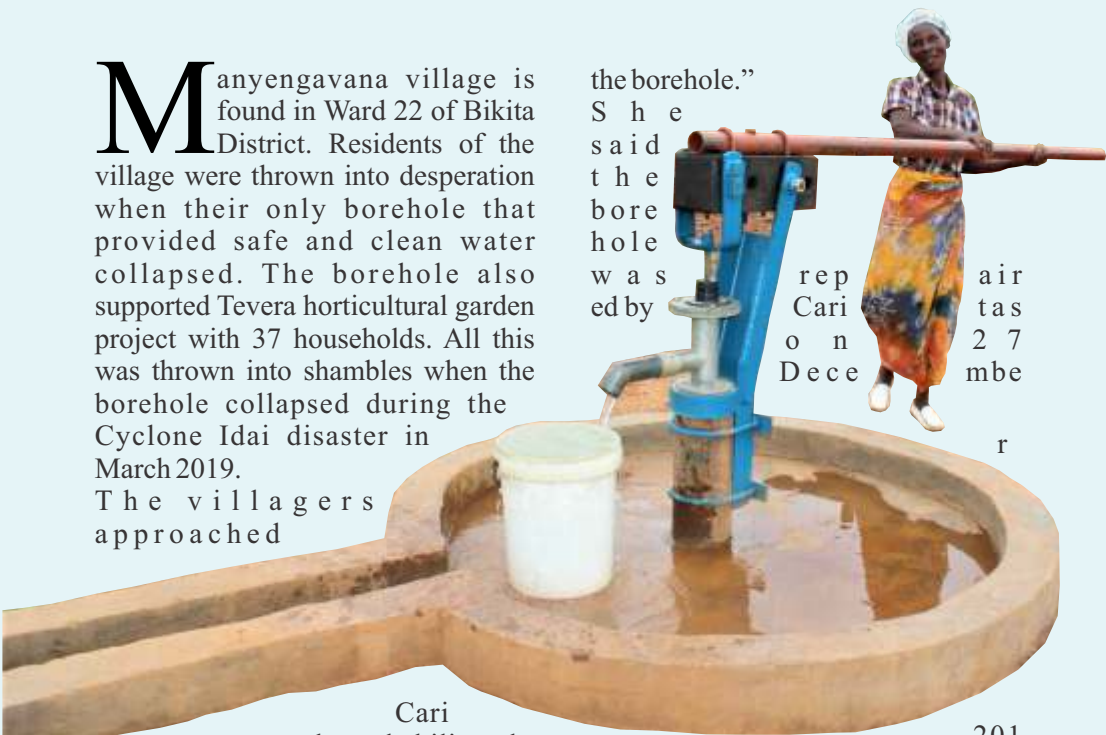 Manyengavana village is
found in Ward 22 of Bikita
District. Residents of the
village were thrown into desperation
when their only borehole that
provided safe and clean water
collapsed. The borehole also
supported Tevera horticultural garden
project with 37 households. All this
was thrown into shambles when the
borehole collapsed during the
Cyclone Idai disaster in
March 2019.
The villagers
approached
Cari
the borehole.”
She
said
the
bore
hole
was rep air
ed by Cari tas
on 27
Dece mbe
r
201